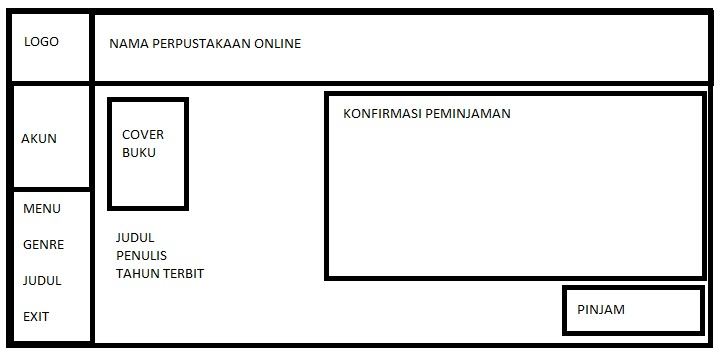 LOGO
NAMA PERPUSTAKAAN ONLINE
AKUN
MENU
GENRE
JUDUL
EXIT
COVER
BUKU
JUDUL
PENULIS
TAHUN TERBIT
KONFIRMASI PEMINJAMAN
PINJAM